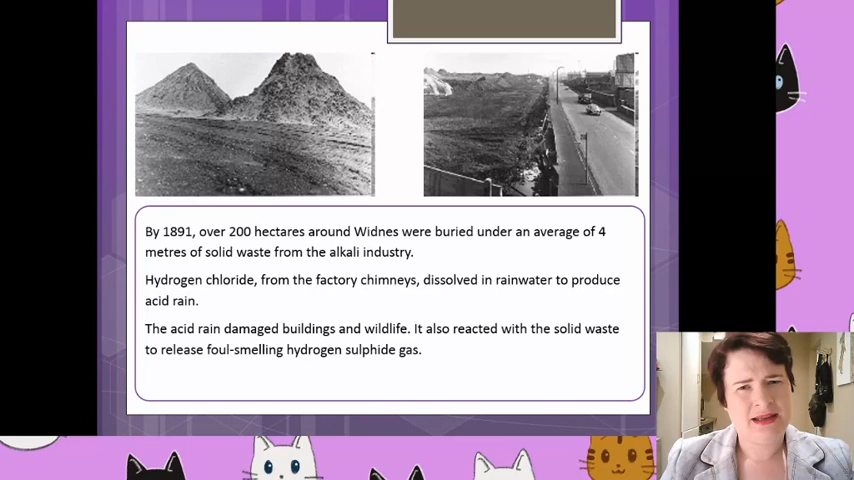 By 1891, over 200 hectares around Widnes were buried under an average of 4
metres of solid waste from the alkali industry.
Hydrogen chloride, from the factory chimneys, dissolved in rainwater to produce
acid rain.
The acid rain damaged buildings and wildlife. It also reacted with the solid waste
to release foul-smelling hydrogen sulphide gas.